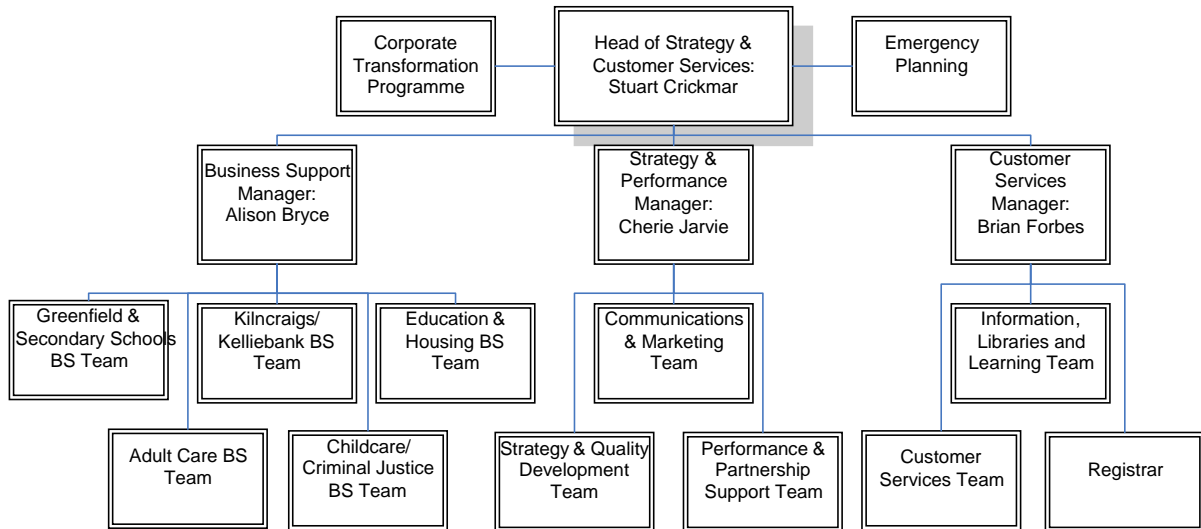 Corporate
Transformation
Programme
Head of Strategy &
Customer Services:
Stuart Crickmar
Emergency
Planning
Business Support
Manager:
Alison Bryce
Strategy &
Performance
Manager:
Cherie Jarvie
Customer
Services
Manager:
Brian Forbes
Greenfield &
Secondary Schools
BS Team
Kilncraigs/
Kelliebank BS
Team
Education &
Housing BS
Team
Communications
& Marketing
Team
Information,
Libraries and
Learning Team
Adult Care BS
Team
Childcare/
Criminal Justice
BS Team
Strategy & Quality
Development
Team
Performance &
Partnership
Support Team
Customer
Services Team
Registrar